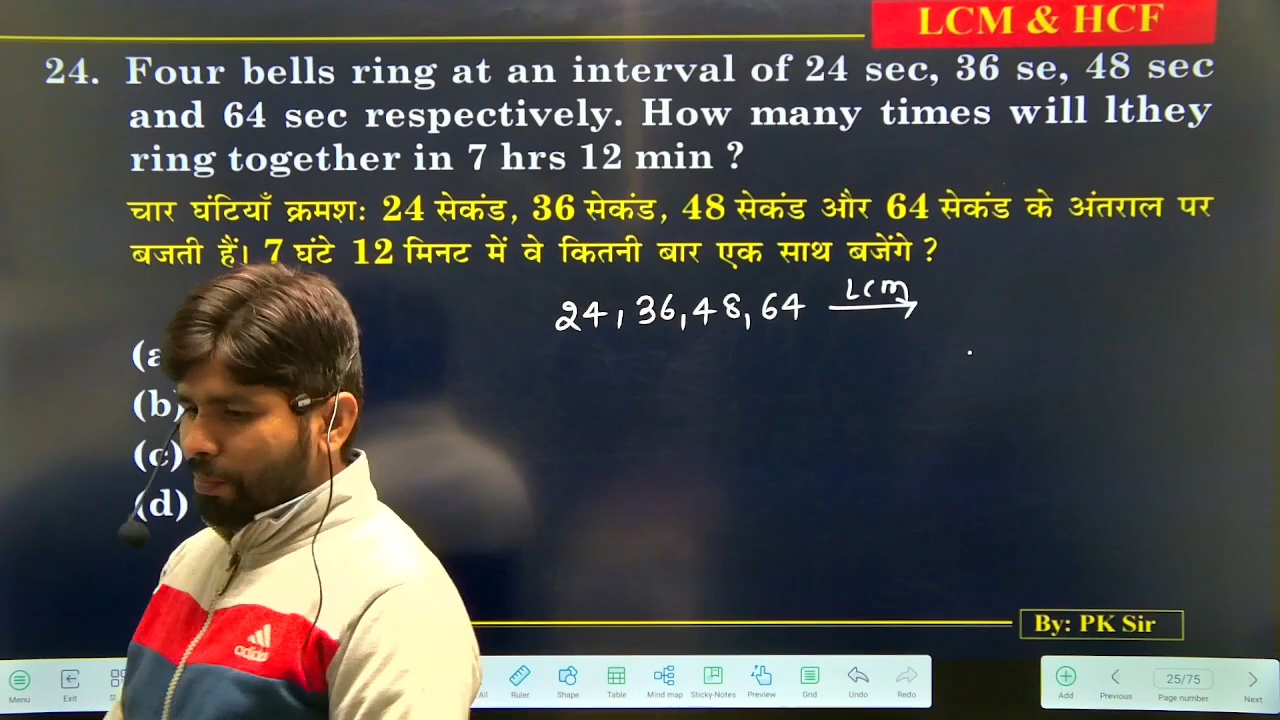 LCM & HCF
24. Four bells ring at an interval of 24 sec, 36 se, 48 sec
and 64 sec respectively. How many times will lthey
ring together in 7 hrs 12 min ?
चार घंटियाँ क्रमश: 24 सेकंड, 36 सेकंड, 48 सेकंड और 64 सेकंड के अंतराल पर
बजती हैं। 7 घंटे 12 मिनट में वे कितनी बार एक साथ बजेंगे ?
24, 36, 48, 64 LCM
(a
(b)
(c)
(d)
adidas
By: PK Sir
Menu Exit All Ruler Shape Table Mind map Sticky-Notes Preview Grid Undo Redo Add Previous 25/75 Page number Next